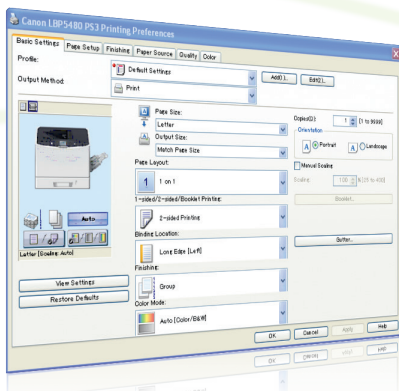 Canon LBP5480 PS3 Printing Preferences
Basic Settings Page Setup Finishing Paper Source Quality Color
Profile:
Default Settings
Add(1)... Edit(2)...
Output Method:
Print
Page Size:
Letter
Output Size:
Match Page Size
Copies(Q): 1 [1 to 9999]
Orientation
A Portrait A Landscape
Manual Scaling
Scaling: 100 % [25 to 400]
Page Layout:
1 1 on 1
1-sided/2-sided/Booklet Printing:
2-sided Printing
Booklet...
Binding Location:
Long Edge [Left]
Gutter...
Auto
Letter [Scaling: Auto]
Finishing:
Group
View Settings
Restore Defaults
Color Mode:
Auto [Color/B&W]
OK Cancel Apply Help